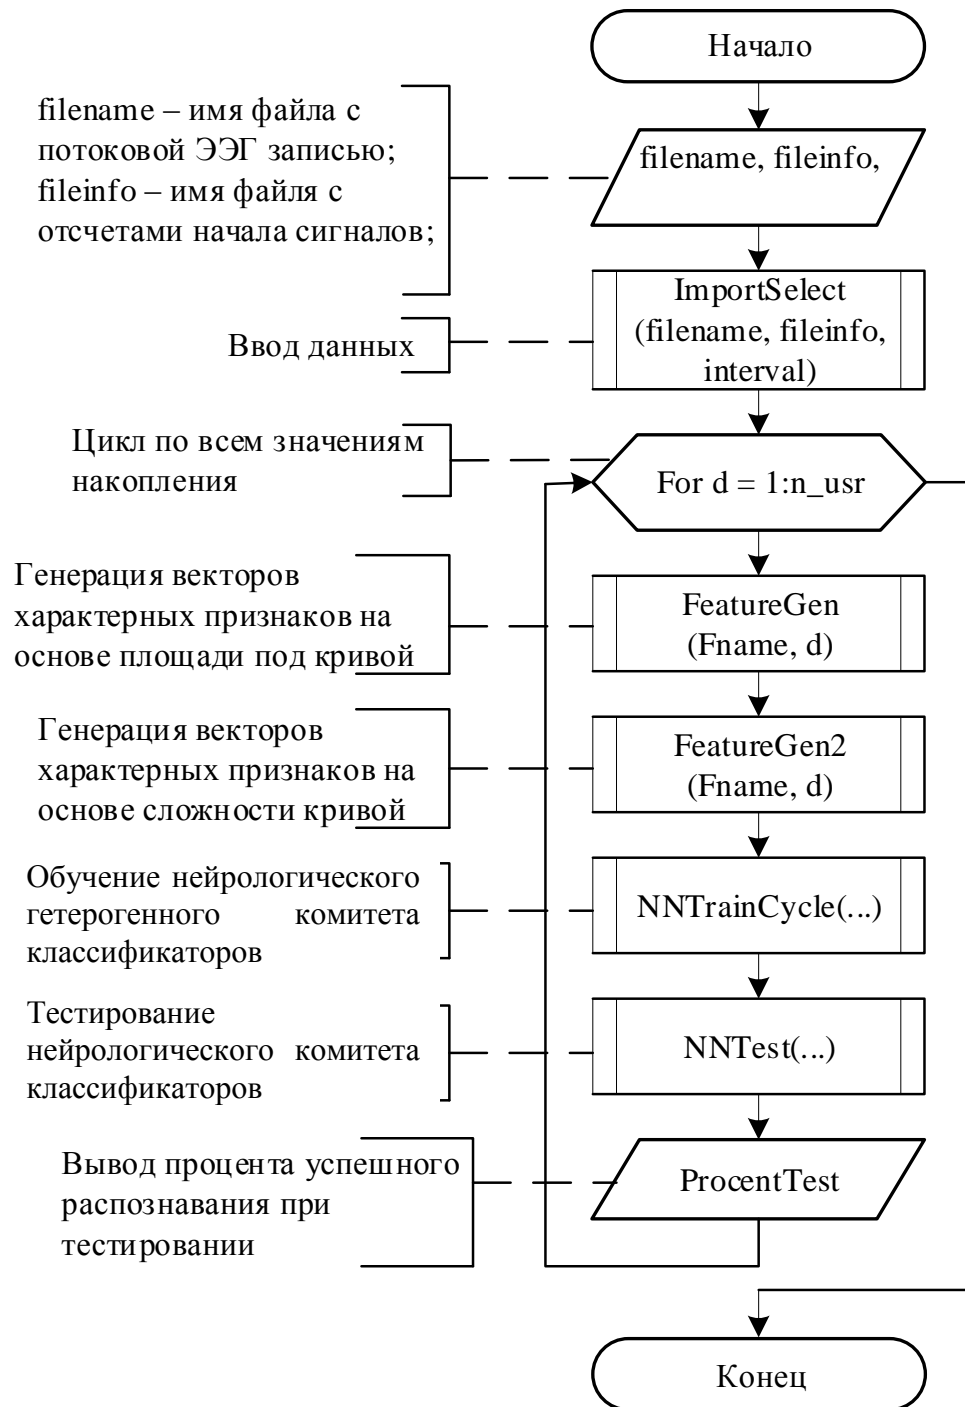 Начало
filename – имя файла с
потоковой ЭЭГ записью;
fileinfo – имя файля с
отсчетами начала сигналов;
filename, fileinfo,
Ввод данных
ImportSelect
(filename, fileinfo,
interval)
Цикл по всем значениям
накопления
For d = 1:n_usr
Генерация векторов
характерных признаков на
основе площади под кривой
FeatureGen
(Fname, d)
Генерация векторов
характерных признаков на
основе сложности кривой
FeatureGen2
(Fname, d)
Обучение нейрологического
гетерогенного комитета
классификаторов
NNTrainCycle(...)
Тестирование
нейрологического комитета
классификаторов
NNTest(...)
Вывод процента успешного
распознавания при
тестировании
ProcentTest
Конец